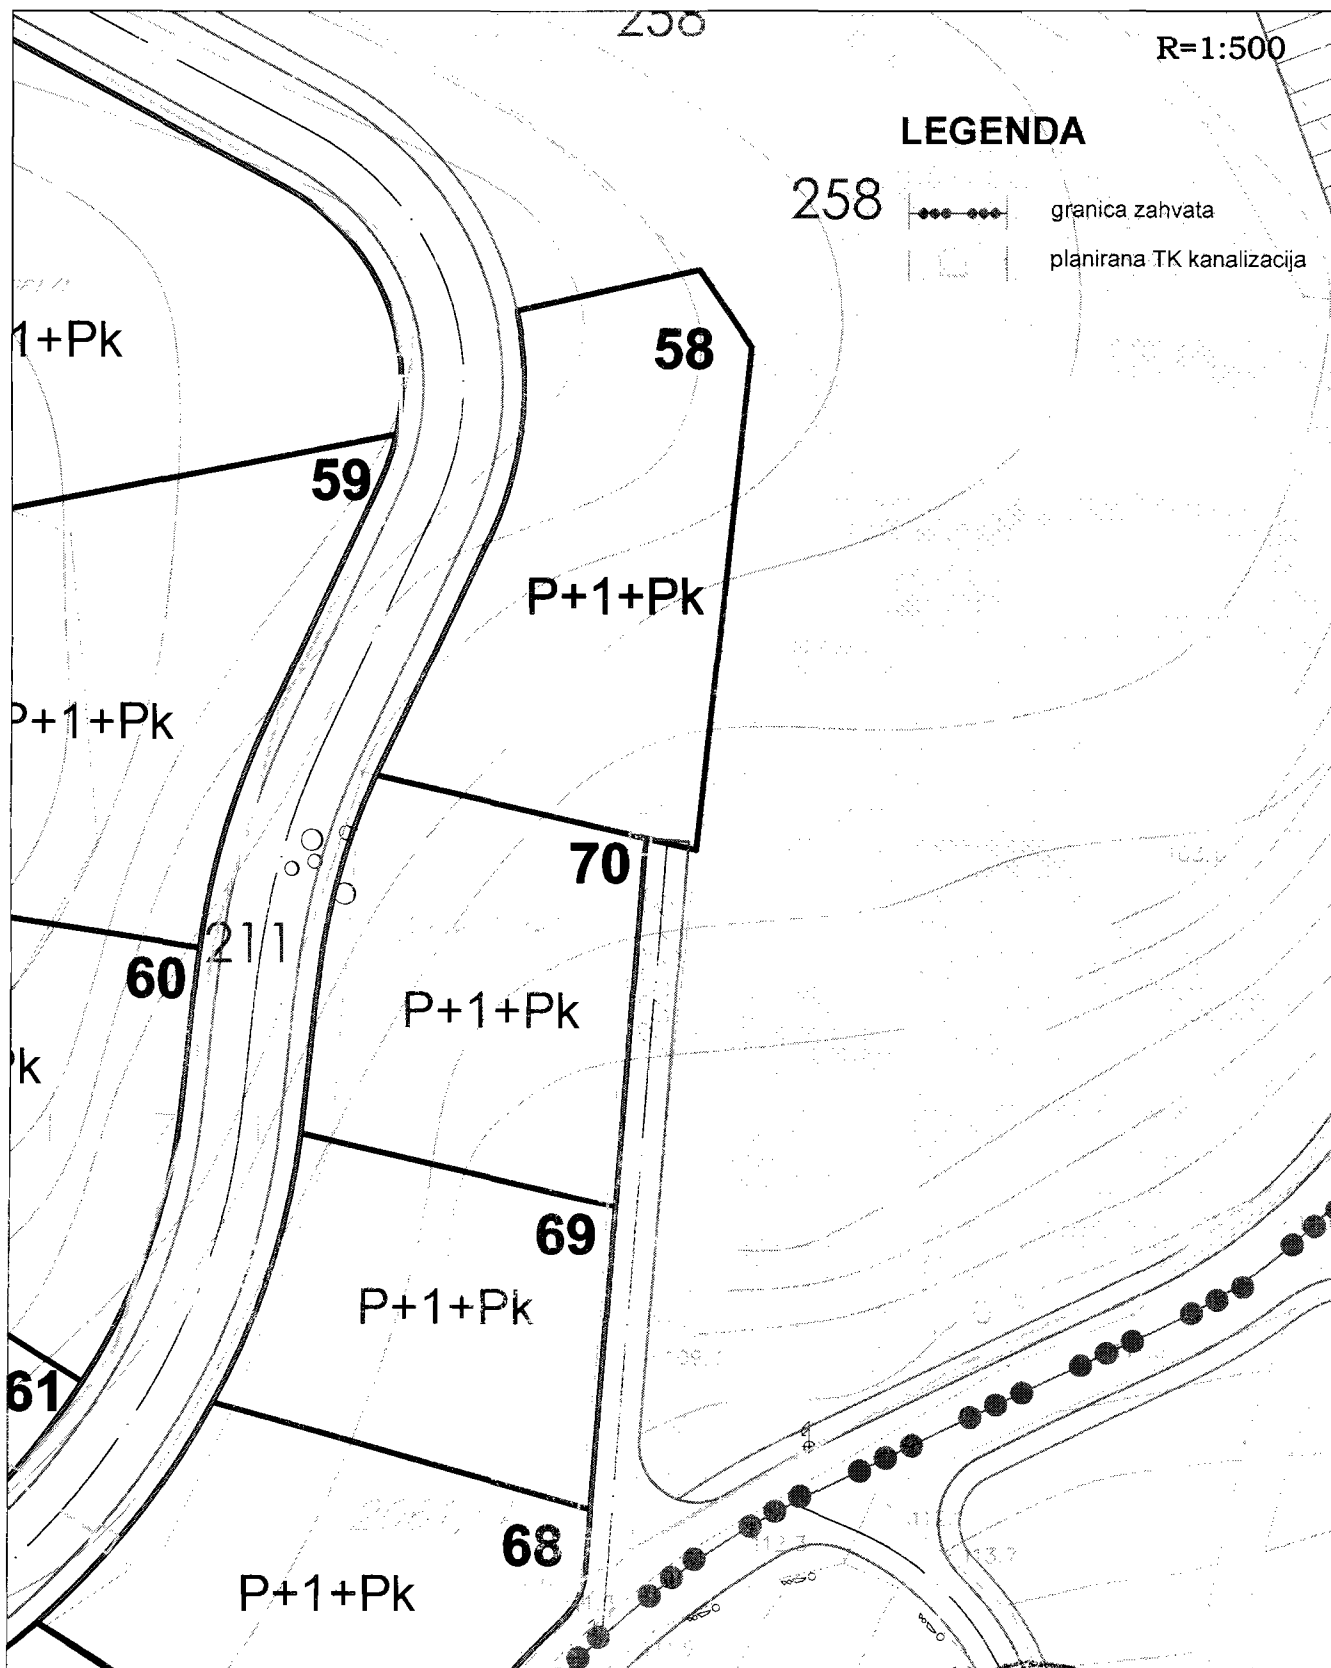 258
R=1:500
LEGENDA
258
granica zahvata
planirana TK kanalizacija
1+Pk
58
59
P+1+Pk
P+1+Pk
70
211
60
P+1+Pk
Pk
69
P+1+Pk
61
68
P+1+Pk